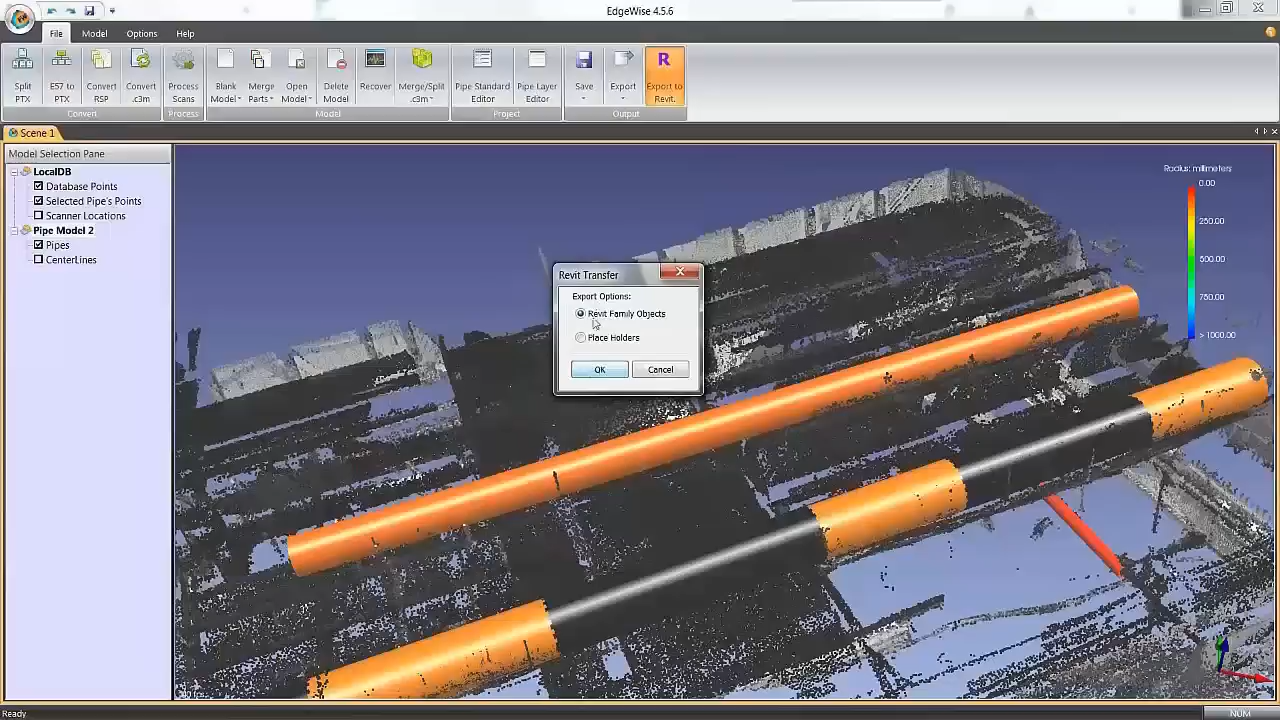 EdgeWise 4.5.6
File Model Options Help
Split PTX
E57 to PTX
Convert RSP
Convert .c3m
Process Scans
Blank Model
Merge Parts
Open Model
Delete Model
Recover
Merge/Split .c3m
Pipe Standard Editor
Pipe Layer Editor
Save
Export
R
Export to Revit.
Convert Process Model Project Output
Scene 1
Model Selection Pane
LocalDB
Database Points
Selected Pipe's Points
Scanner Locations
Pipe Model 2
Pipes
CenterLines
Revit Transfer
Export Options:
Revit Family Objects
Place Holders
OK Cancel
Radius: millimeters
0.00
250.00
500.00
750.00
> 1000.00
Ready
NUM